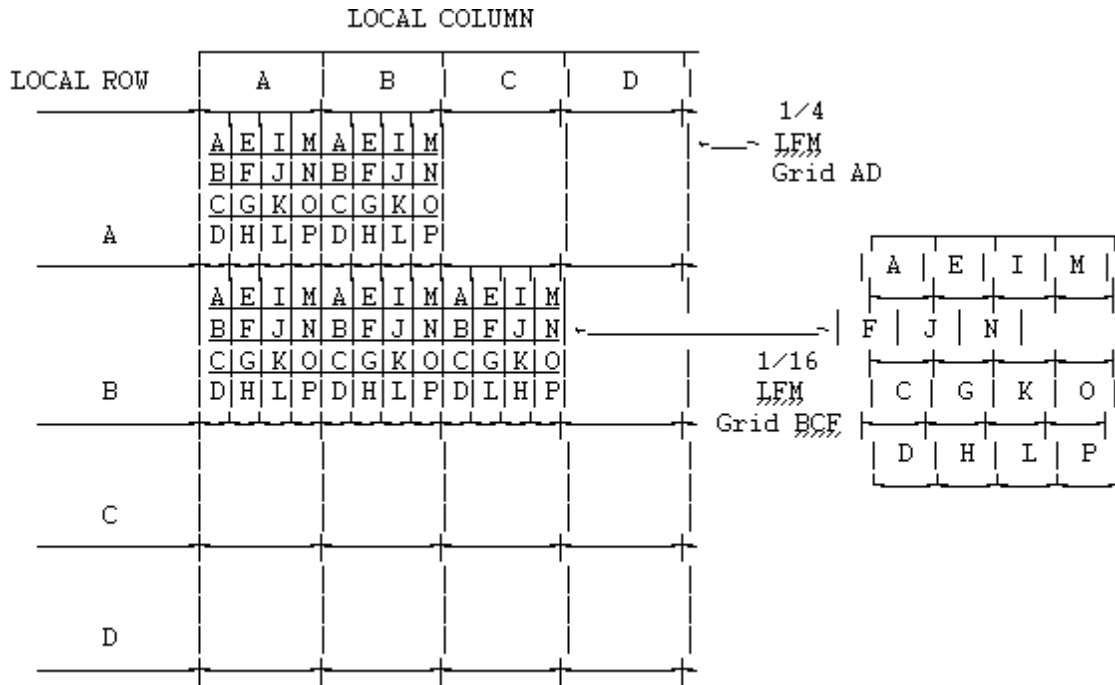 LOCAL COLUMN
LOCAL ROW A B C D
1/4
A E I M A E I M LFM
B F J N B F J N Grid AD
C G K O C G K O
A D H L P D H L P
A E I M
A E I M A E I M A E I M
B F J N B F J N B F J N F J N
C G K O C G K O C G K O 1/16
B D H L P D H L P D L H P LFM C G K O
Grid BCF
D H L P
C
D